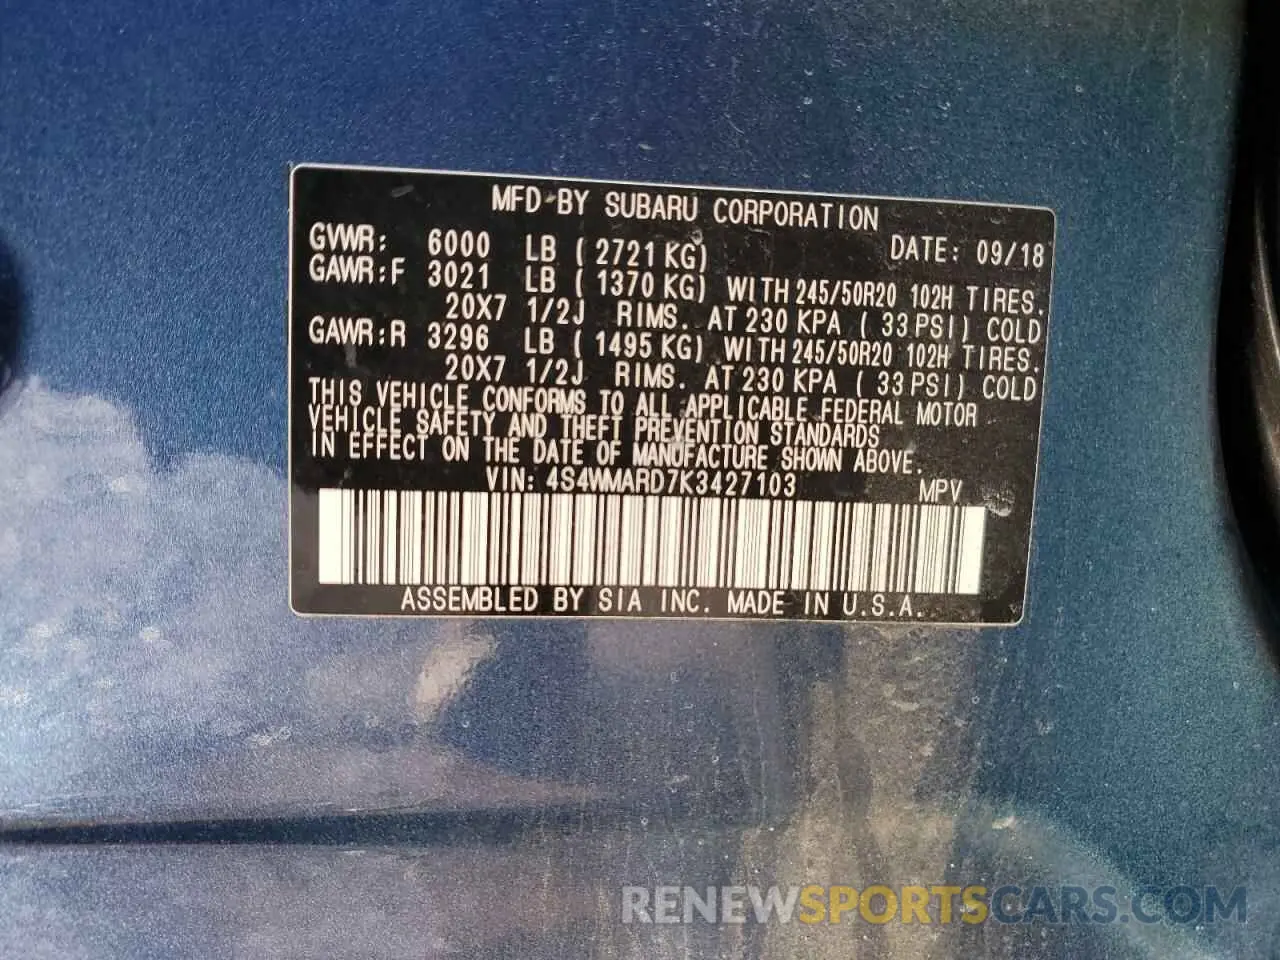 MFD BY SUBARU CORPORATION
GVWR: 6000 LB ( 2721 KG) DATE: 09/18
GAWR:F 3021 LB ( 1370 KG) WITH 245/50R20 102H TIRES.
20X7 1/2J RIMS. AT 230 KPA ( 33 PSI) COLD
GAWR:R 3296 LB ( 1495 KG) WITH 245/50R20 102H TIRES.
20X7 1/2J RIMS. AT 230 KPA ( 33 PSI) COLD
THIS VEHICLE CONFORMS TO ALL APPLICABLE FEDERAL MOTOR
VEHICLE SAFETY AND THEFT PREVENTION STANDARDS
IN EFFECT ON THE DATE OF MANUFACTURE SHOWN ABOVE.
VIN: 4S4WMARD7K3427103 MPV
ASSEMBLED BY SIA INC. MADE IN U.S.A.
RENEWSPORTSCARS.COM